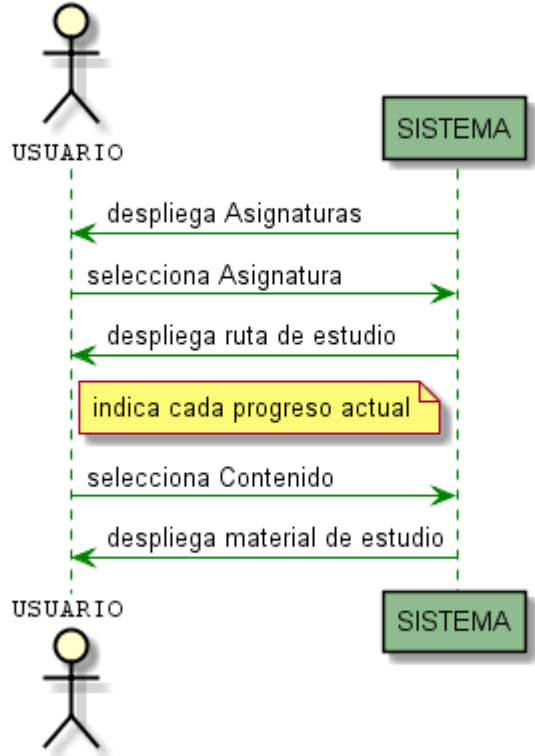 USUARIO
SISTEMA
despliega Asignaturas
selecciona Asignatura
despliega ruta de estudio
indica cada progreso actual
selecciona Contenido
despliega material de estudio
USUARIO
SISTEMA